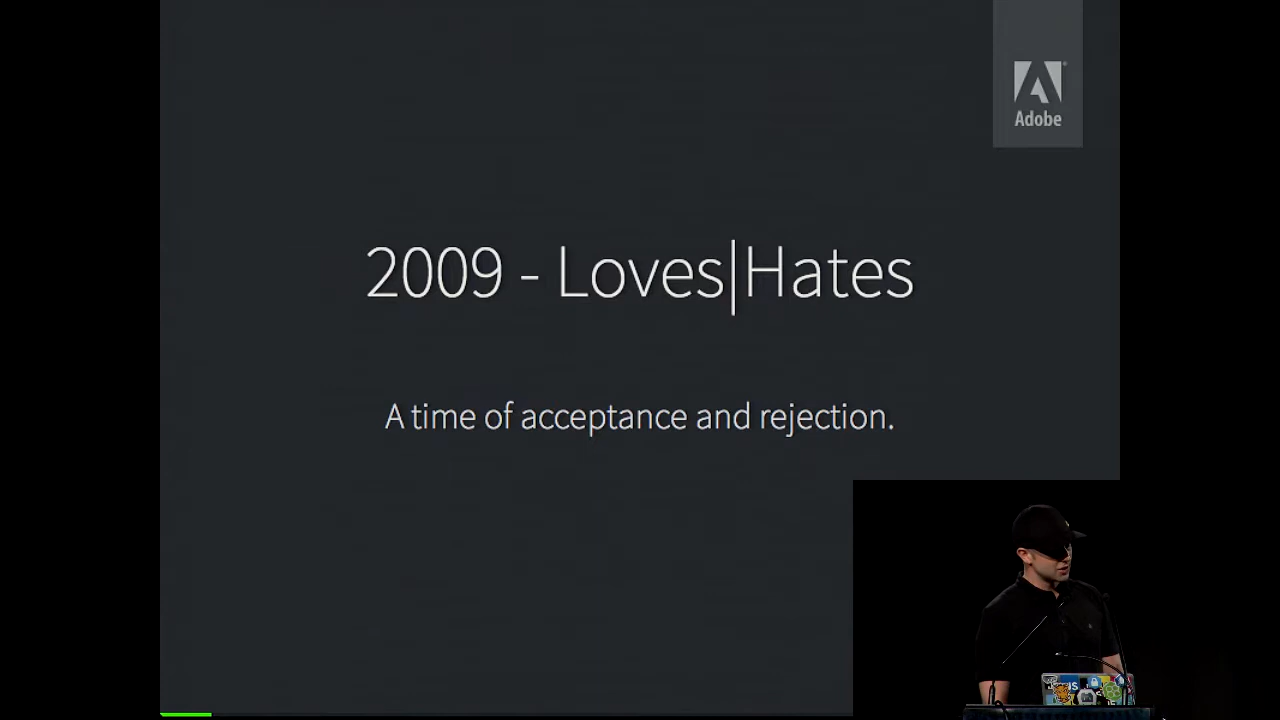 Adobe
2009 - Loves|Hates
A time of acceptance and rejection.